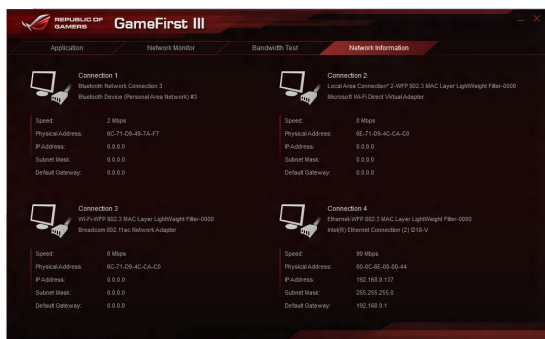 REPUBLIC OF
GAMERS
GameFirst III
Application
Network Monitor
Bandwidth Test
Network Information
Connection 1
Bluetooth Network Connection 3
Bluetooth Device (Personal Area Network) #3
Speed: 2 Mbps
Physical Address: 6C-71-D9-49-7A-F7
IP Address: 0.0.0.0
Subnet Mask: 0.0.0.0
Default Gateway: 0.0.0.0
Connection 2
Local Area Connection* 2-WFP 802.3 MAC Layer LightWeight Filter-0000
Microsoft Wi-Fi Direct Virtual Adapter
Speed: 0 Mbps
Physical Address: 6E-71-D9-4C-CA-C0
IP Address: 0.0.0.0
Subnet Mask: 0.0.0.0
Default Gateway: 0.0.0.0
Connection 3
Wi-Fi-WFP 802.3 MAC Layer LightWeight Filter-0000
Broadcom 802.11ac Network Adapter
Speed: 0 Mbps
Physical Address: 6C-71-D9-4C-CA-C0
IP Address: 0.0.0.0
Subnet Mask: 0.0.0.0
Default Gateway: 0.0.0.0
Connection 4
Ethernet-WFP 802.3 MAC Layer LightWeight Filter-0000
Intel(R) Ethernet Connection (2) I218-V
Speed: 99 Mbps
Physical Address: 00-0C-6E-00-00-44
IP Address: 192.168.0.137
Subnet Mask: 255.255.255.0
Default Gateway: 192.168.0.1